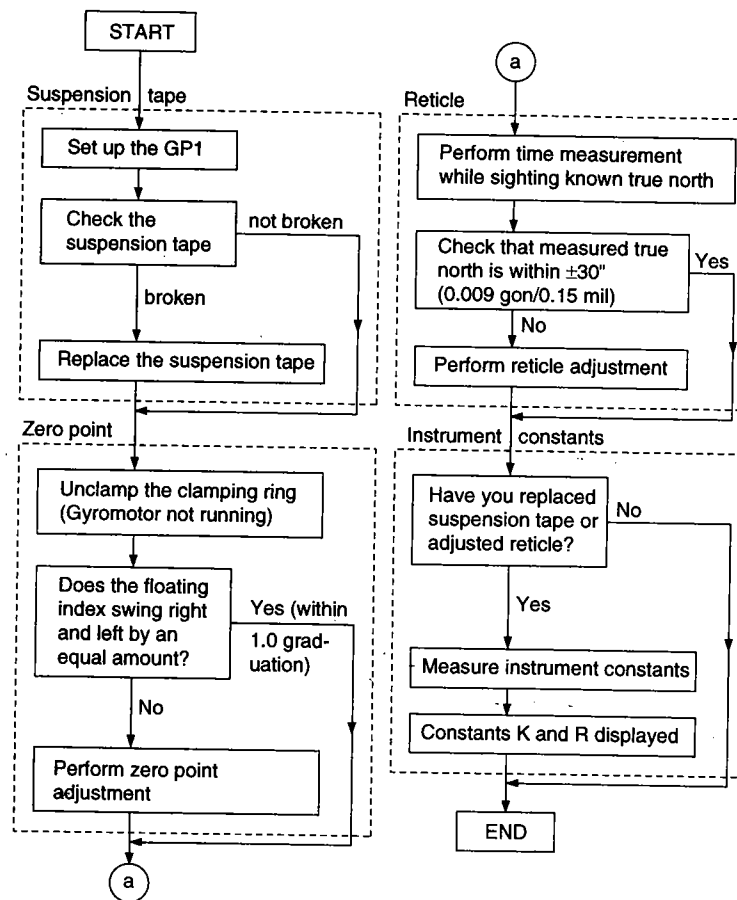 START
Suspension tape
Set up the GP1
Check the
suspension tape
not broken
broken
Replace the suspension tape
Zero point
Unclamp the clamping ring
(Gyromotor not running)
Does the floating
index swing right
and left by an
equal amount?
Yes (within
1.0 grad-
uation)
No
Perform zero point
adjustment
a
a
Reticle
Perform time measurement
while sighting known true north
Check that measured true
north is within ±30"
(0.009 gon/0.15 mil)
Yes
No
Perform reticle adjustment
Instrument constants
Have you replaced
suspension tape or
adjusted reticle?
No
Yes
Measure instrument constants
Constants K and R displayed
END